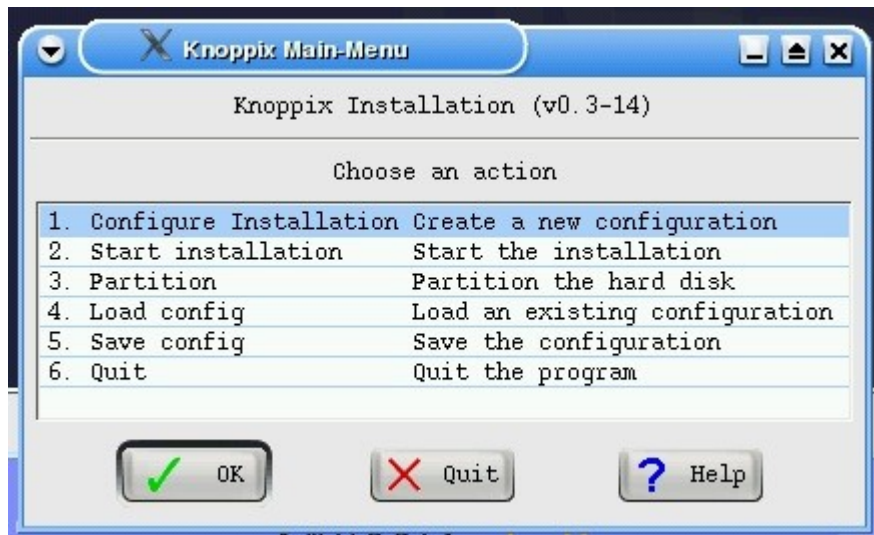 Knoppix Main-Menu
Knoppix Installation (v0.3-14)
Choose an action
1. Configure Installation Create a new configuration
2. Start installation Start the installation
3. Partition Partition the hard disk
4. Load config Load an existing configuration
5. Save config Save the configuration
6. Quit Quit the program
OK Quit Help